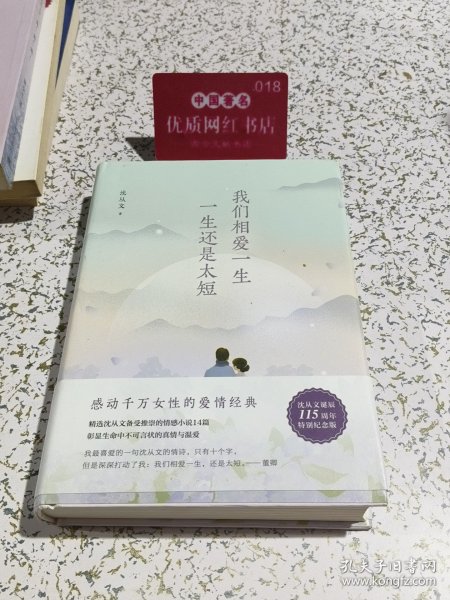 018
中国著名
优质网红书店
沈从文 著
我们相爱一生
一生还是太短
感动千万女性的爱情经典
精选沈从文备受推崇的情感小说14篇
彰显生命中不可言状的真情与温爱
我最喜爱的一句沈从文的情诗，只有十个字，
但是深深打动了我：我们相爱一生，还是太短。——董卿
沈从文诞辰
115周年
特别纪念版
孔夫子旧书网
www.kongfz.com